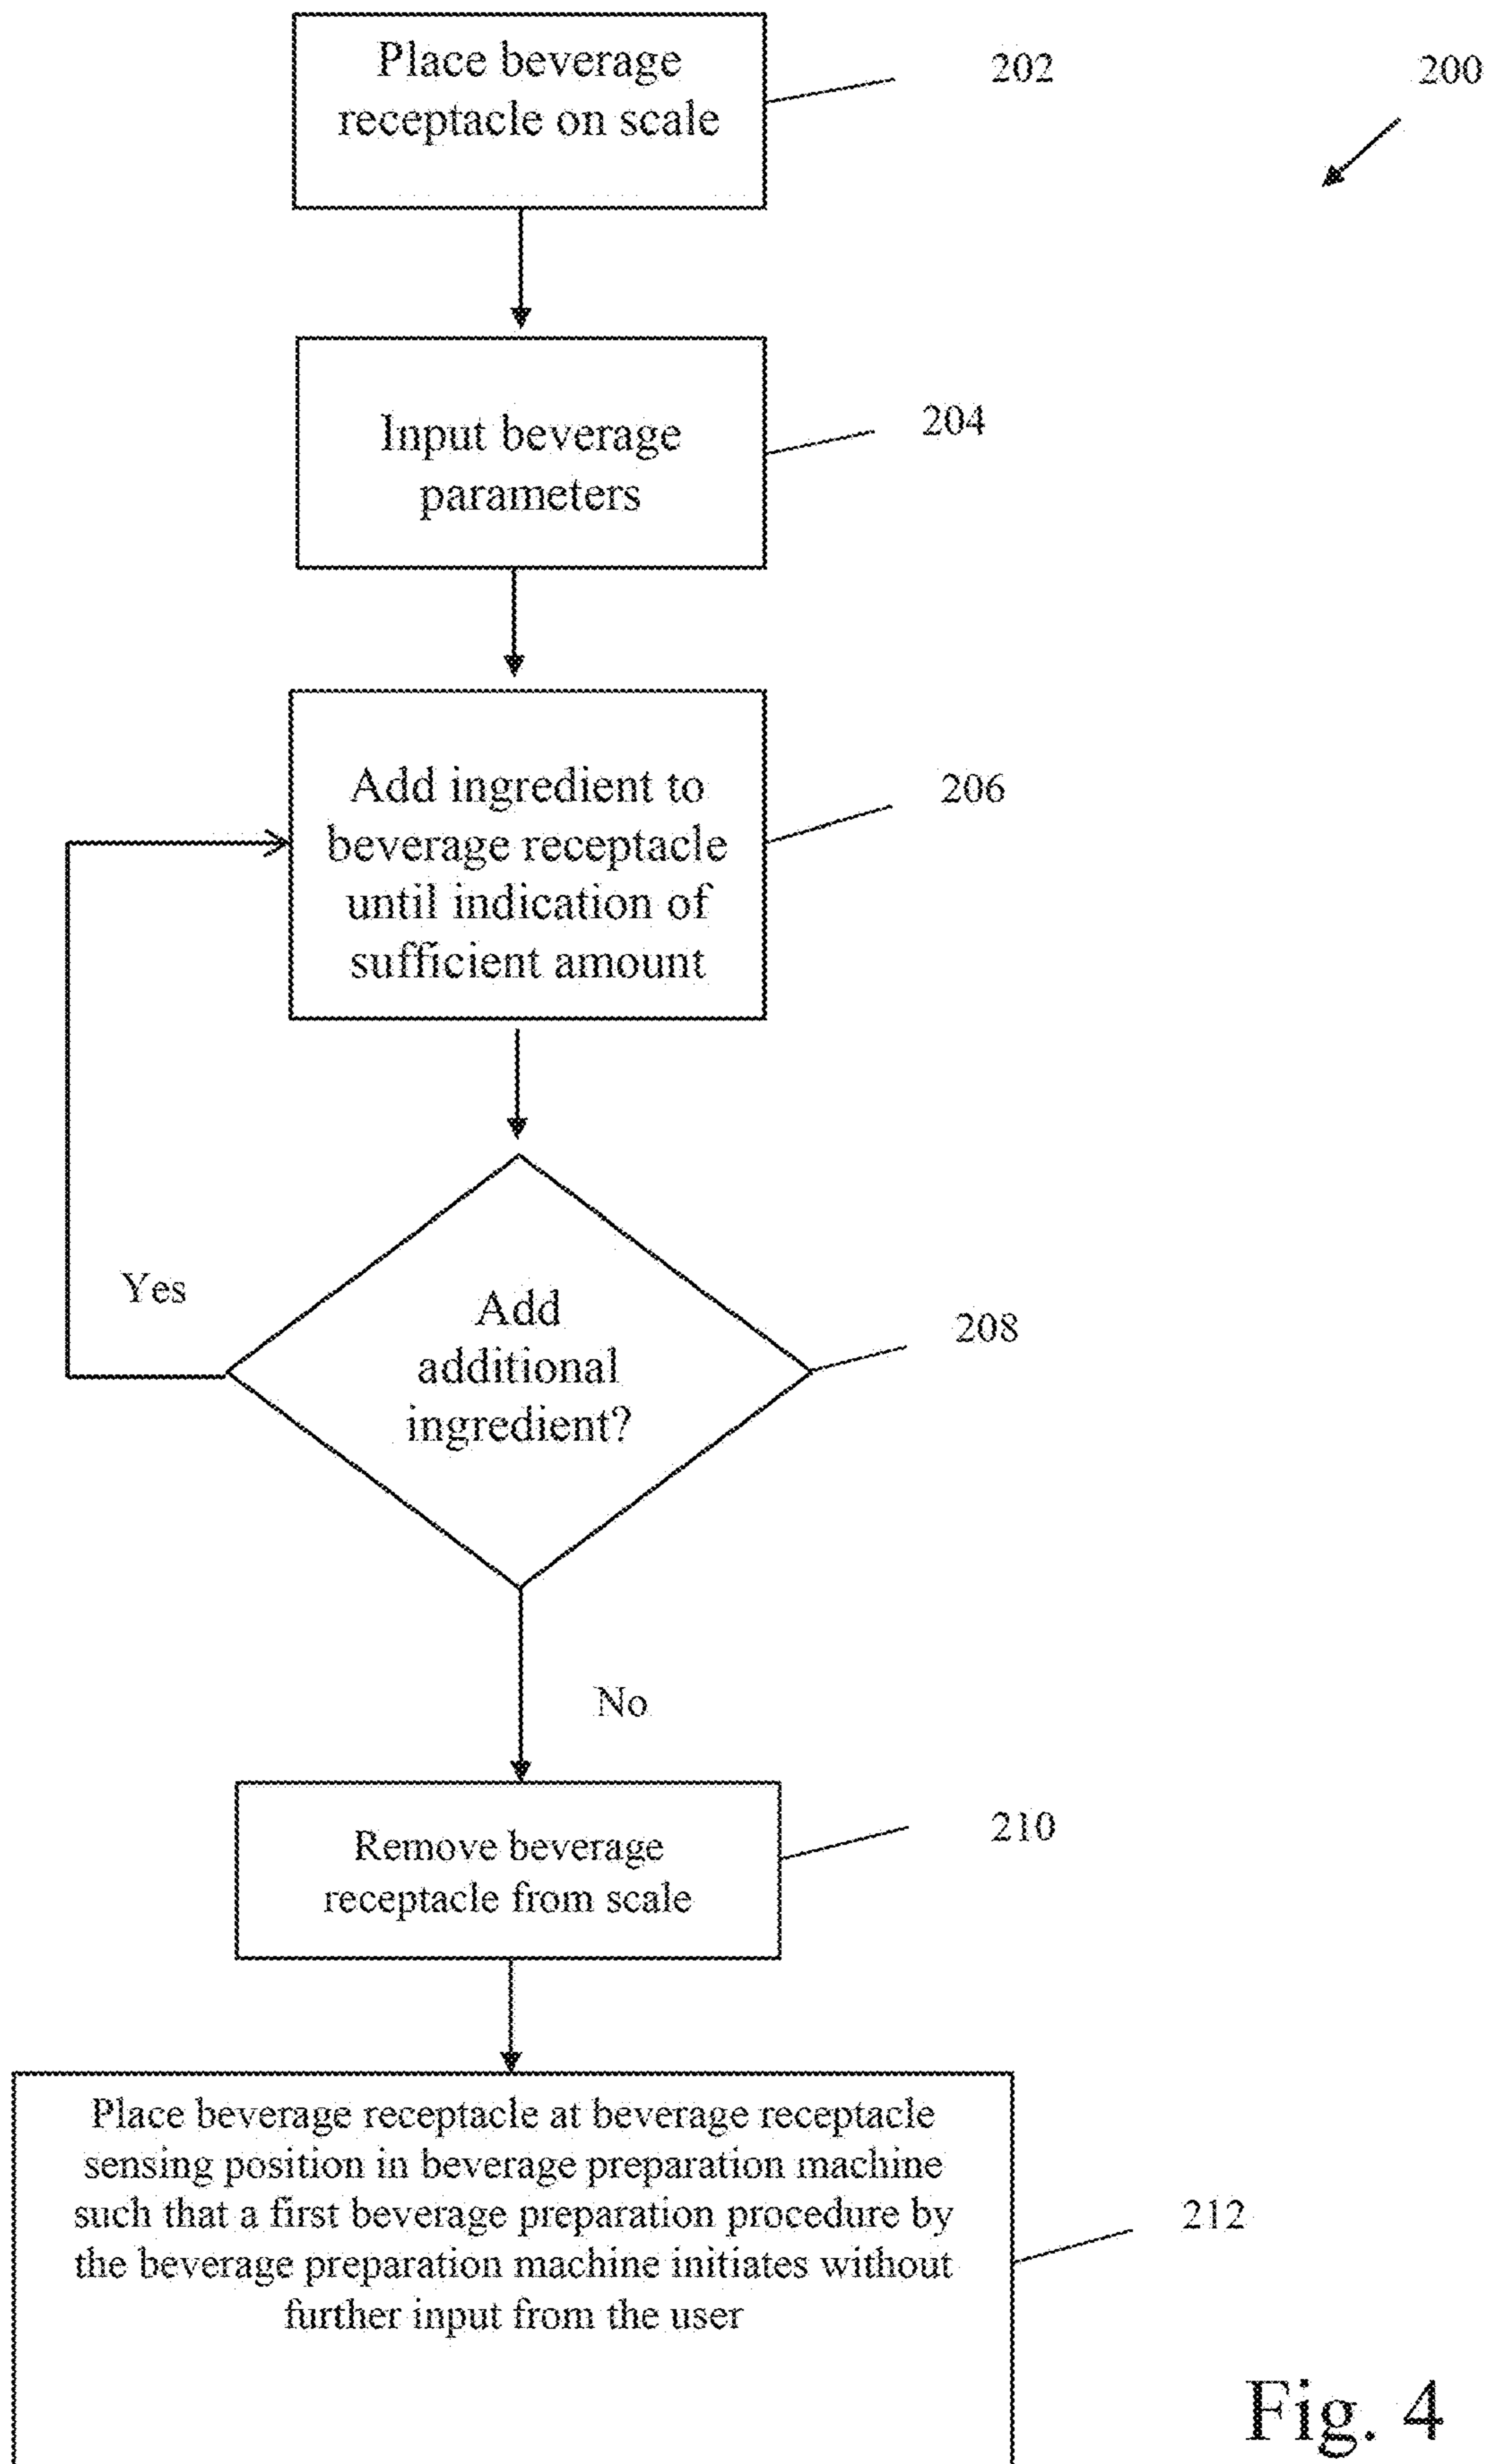 Place beverage
receptacle on scale
202
200
Input beverage
parameters
204
Add ingredient to
beverage receptacle
until indication of
sufficient amount
206
Yes
Add
additional
ingredient?
208
No
Remove beverage
receptacle from scale
210
Place beverage receptacle at beverage receptacle
sensing position in beverage preparation machine
such that a first beverage preparation procedure by
the beverage preparation machine initiates without
further input from the user
212
Fig. 4